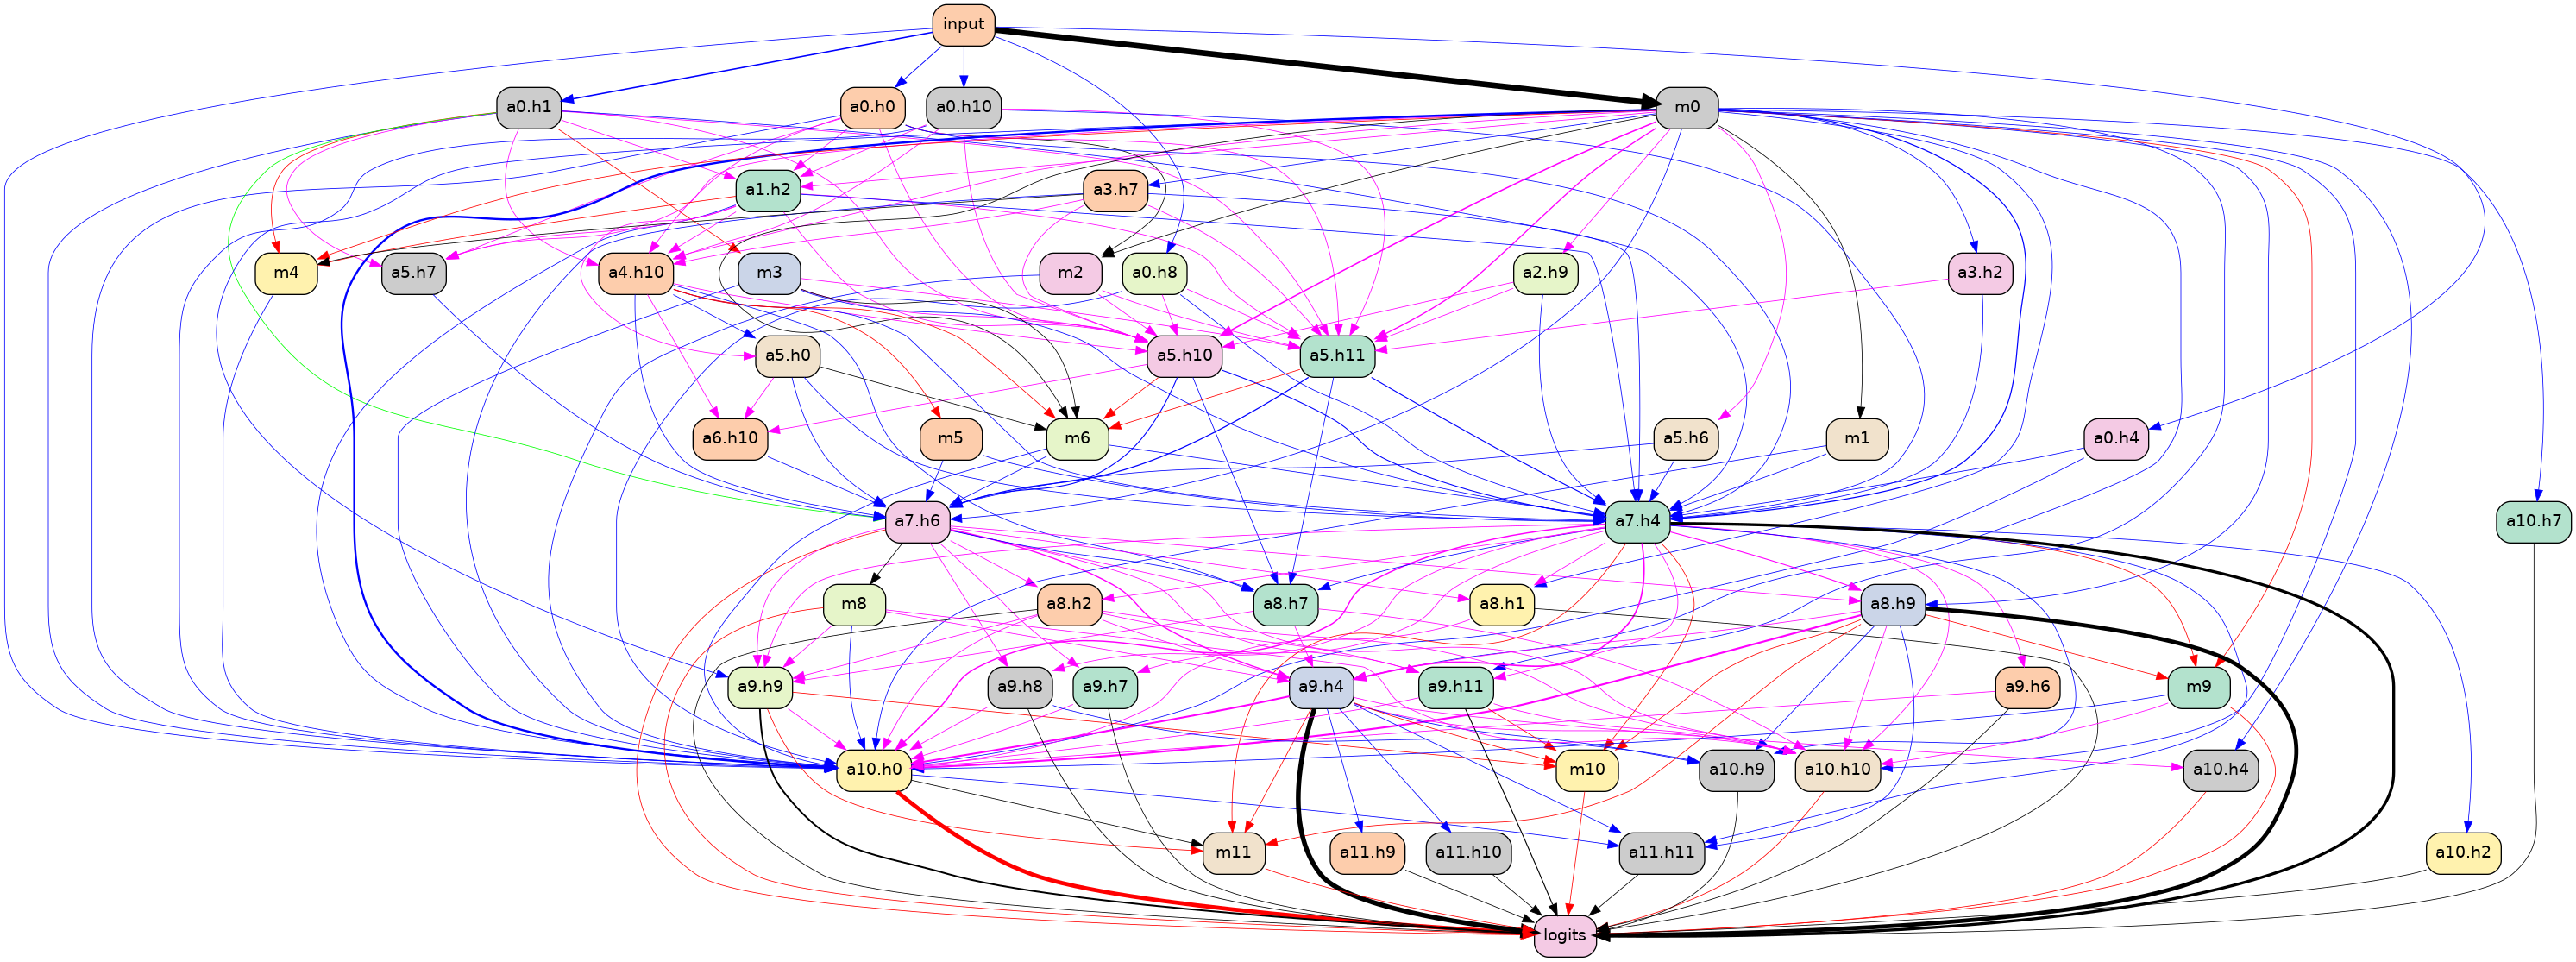 input
a0.h1 a0.h0 a0.h10 m0
a1.h2 a3.h7
m4 a5.h7 a4.h10 m3 m2 a0.h8 a2.h9 a3.h2
a5.h0 a5.h10 a5.h11
a6.h10 m5 m6 a5.h6 m1 a0.h4
a7.h6 a7.h4 a10.h7
m8 a8.h2 a8.h7 a8.h1 a8.h9
a9.h9 a9.h8 a9.h7 a9.h4 a9.h11 a9.h6 m9
a10.h0 m10 a10.h9 a10.h10 a10.h4
m11 a11.h9 a11.h10 a11.h11 a10.h2
logits